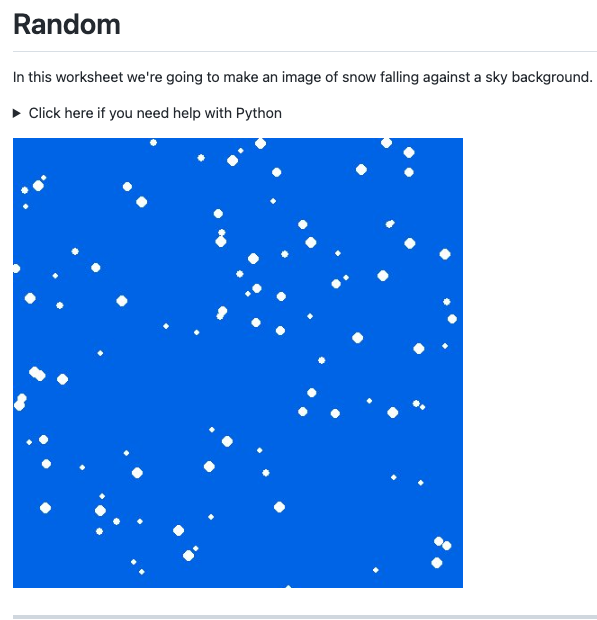 Random
In this worksheet we're going to make an image of snow falling against a sky background.
Click here if you need help with Python